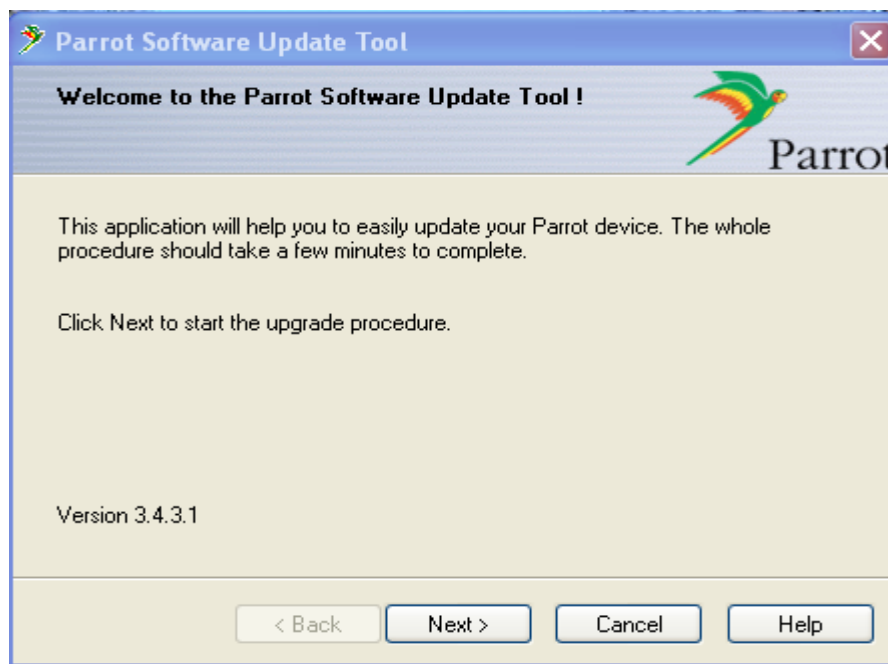 Parrot Software Update Tool
Welcome to the Parrot Software Update Tool !
Parrot
This application will help you to easily update your Parrot device. The whole
procedure should take a few minutes to complete.
Click Next to start the upgrade procedure.
Version 3.4.3.1
< Back Next > Cancel Help